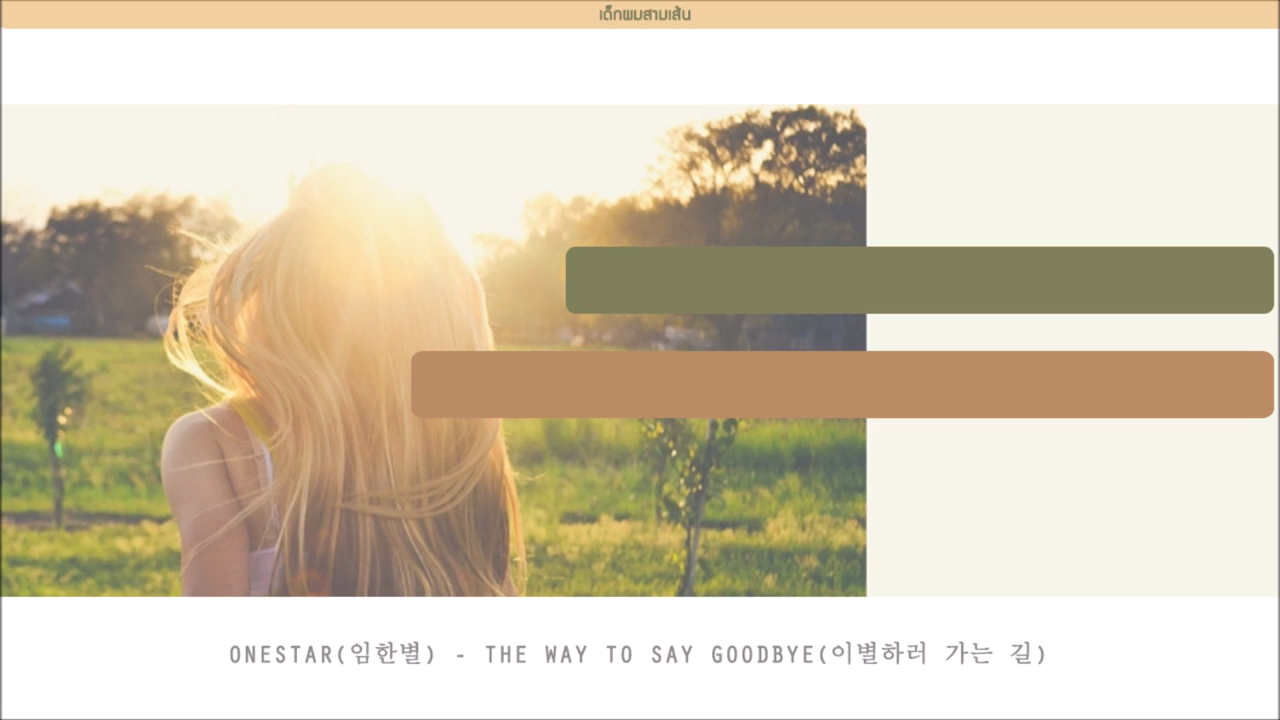 เด็กผมสามเส้น
ONESTAR(임한별) - THE WAY TO SAY GOODBYE(이별하러 가는 길)